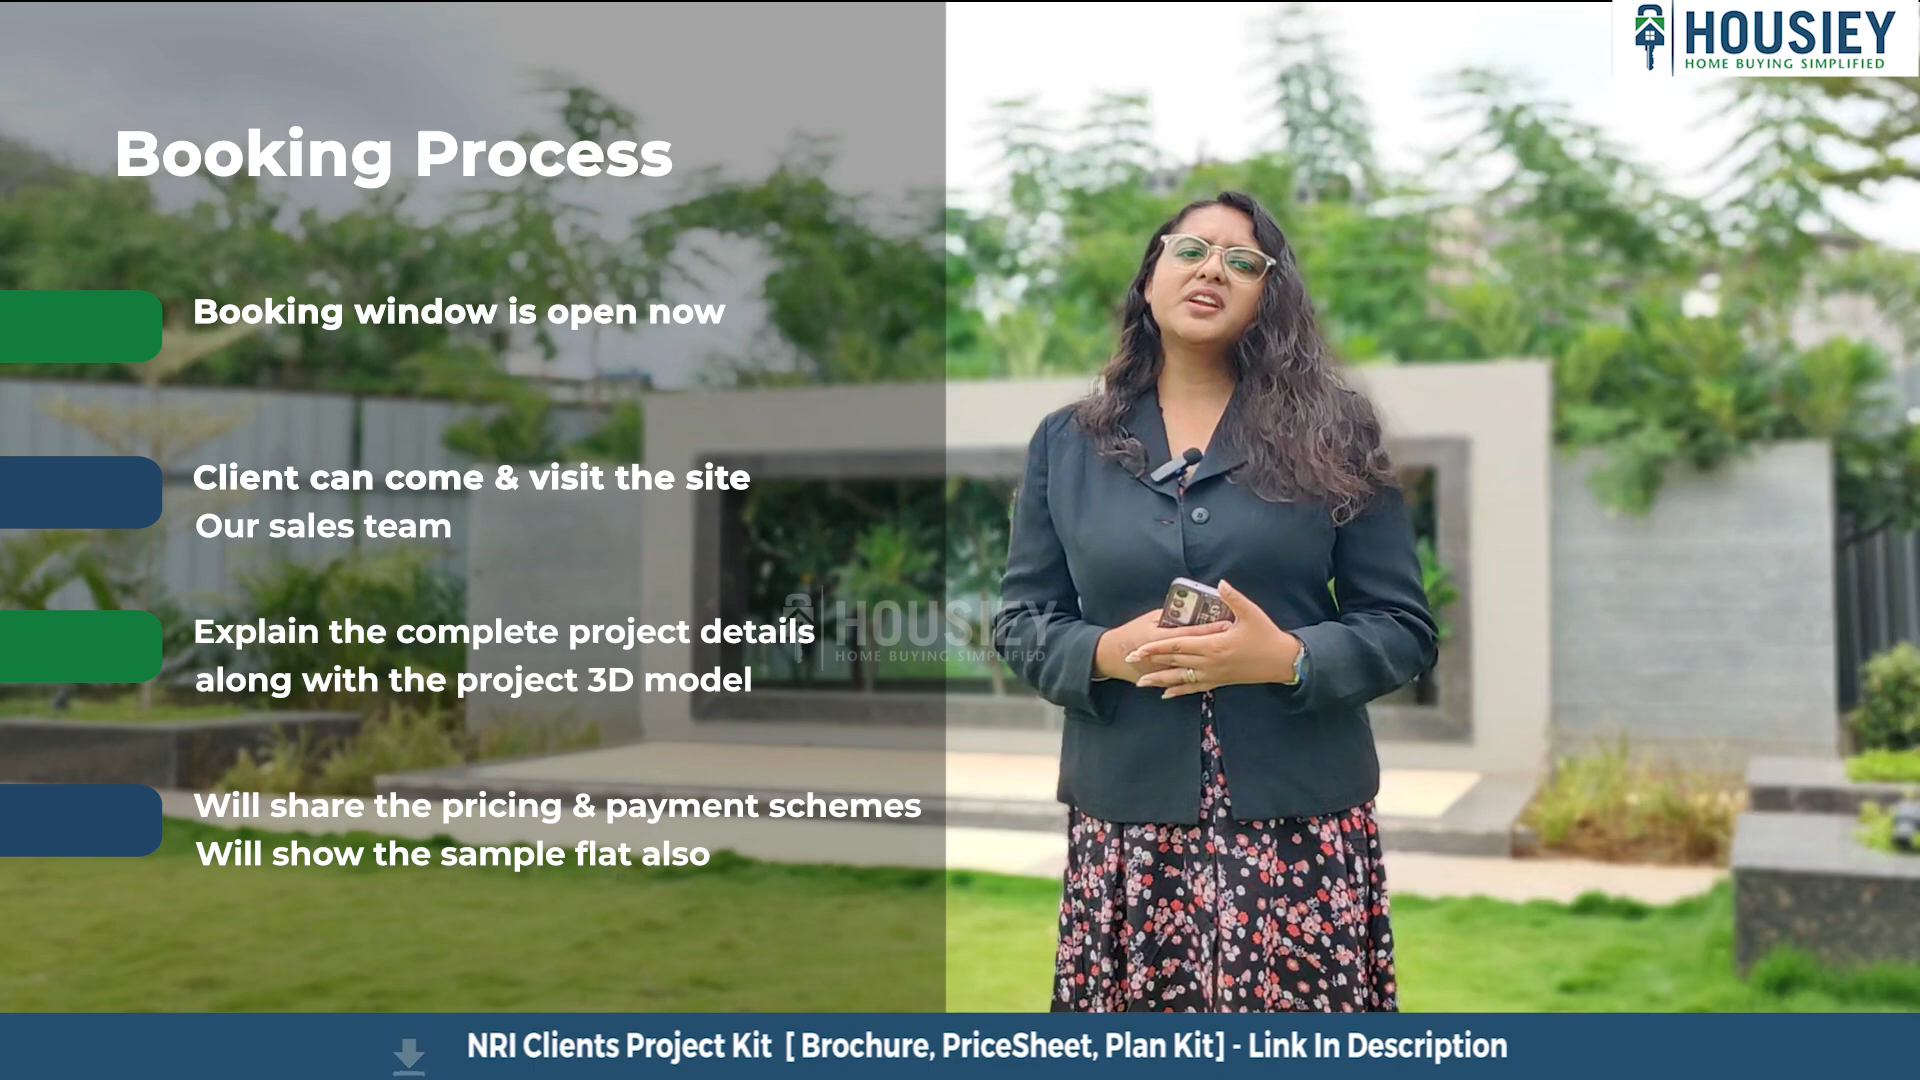 HOUSIEY
HOME BUYING SIMPLIFIED
Booking Process
Booking window is open now
Client can come & visit the site
Our sales team
Explain the complete project details
along with the project 3D model
HOUSIEY
HOME BUYING SIMPLIFIED
Will share the pricing & payment schemes
Will show the sample flat also
NRI Clients Project Kit [ Brochure, PriceSheet, Plan Kit] - Link In Description